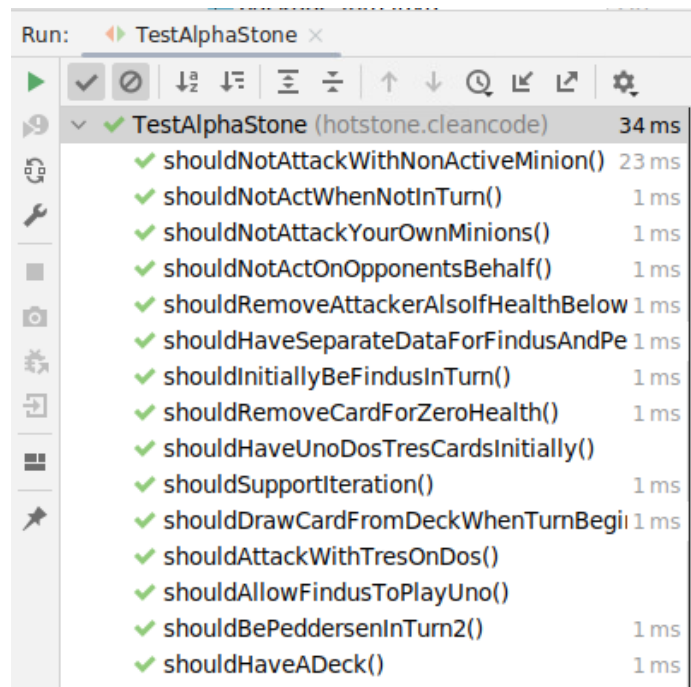 Run: TestAlphaStone ×
TestAlphaStone (hotstone.cleancode) 34 ms
shouldNotAttackWithNonActiveMinion() 23 ms
shouldNotActWhenNotInTurn() 1 ms
shouldNotAttackYourOwnMinions() 1 ms
shouldNotActOnOpponentsBehalf() 1 ms
shouldRemoveAttackerAlsoIfHealthBelow 1 ms
shouldHaveSeparateDataForFindusAndPe 1 ms
shouldInitiallyBeFindusInTurn() 1 ms
shouldRemoveCardForZeroHealth() 1 ms
shouldHaveUnoDosTresCardsInitially()
shouldSupportIteration() 1 ms
shouldDrawCardFromDeckWhenTurnBegi 1 ms
shouldAttackWithTresOnDos()
shouldAllowFindusToPlayUno()
shouldBePeddersenInTurn2() 1 ms
shouldHaveADeck() 1 ms